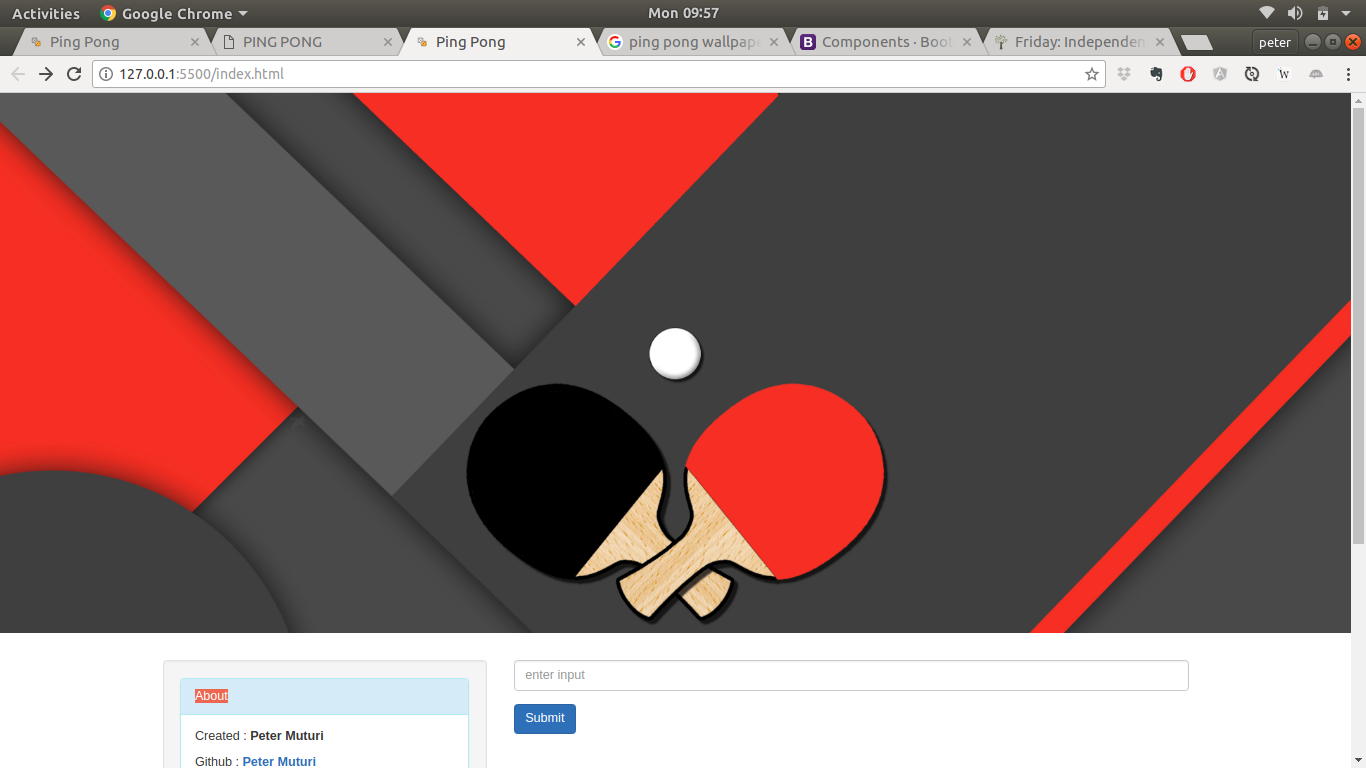 Activities Google Chrome Mon 09:57
Ping Pong PING PONG Ping Pong ping pong wallpape Components · Boot Friday: Independen peter
127.0.0.1:5500/index.html
About
Created : Peter Muturi
Github : Peter Muturi
enter input
Submit